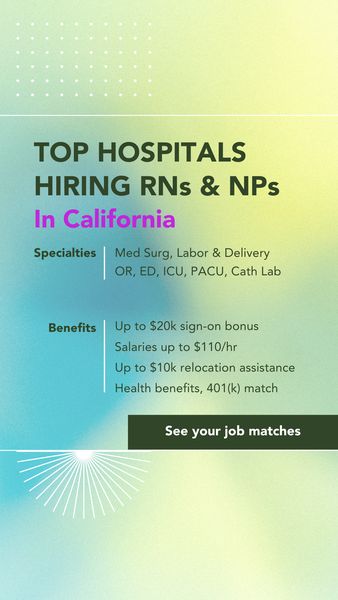 TOP HOSPITALS
HIRING RNs & NPs
In California
Specialties
Med Surg, Labor & Delivery
OR, ED, ICU, PACU, Cath Lab
Benefits
Up to $20k sign-on bonus
Salaries up to $110/hr
Up to $10k relocation assistance
Health benefits, 401(k) match
See your job matches